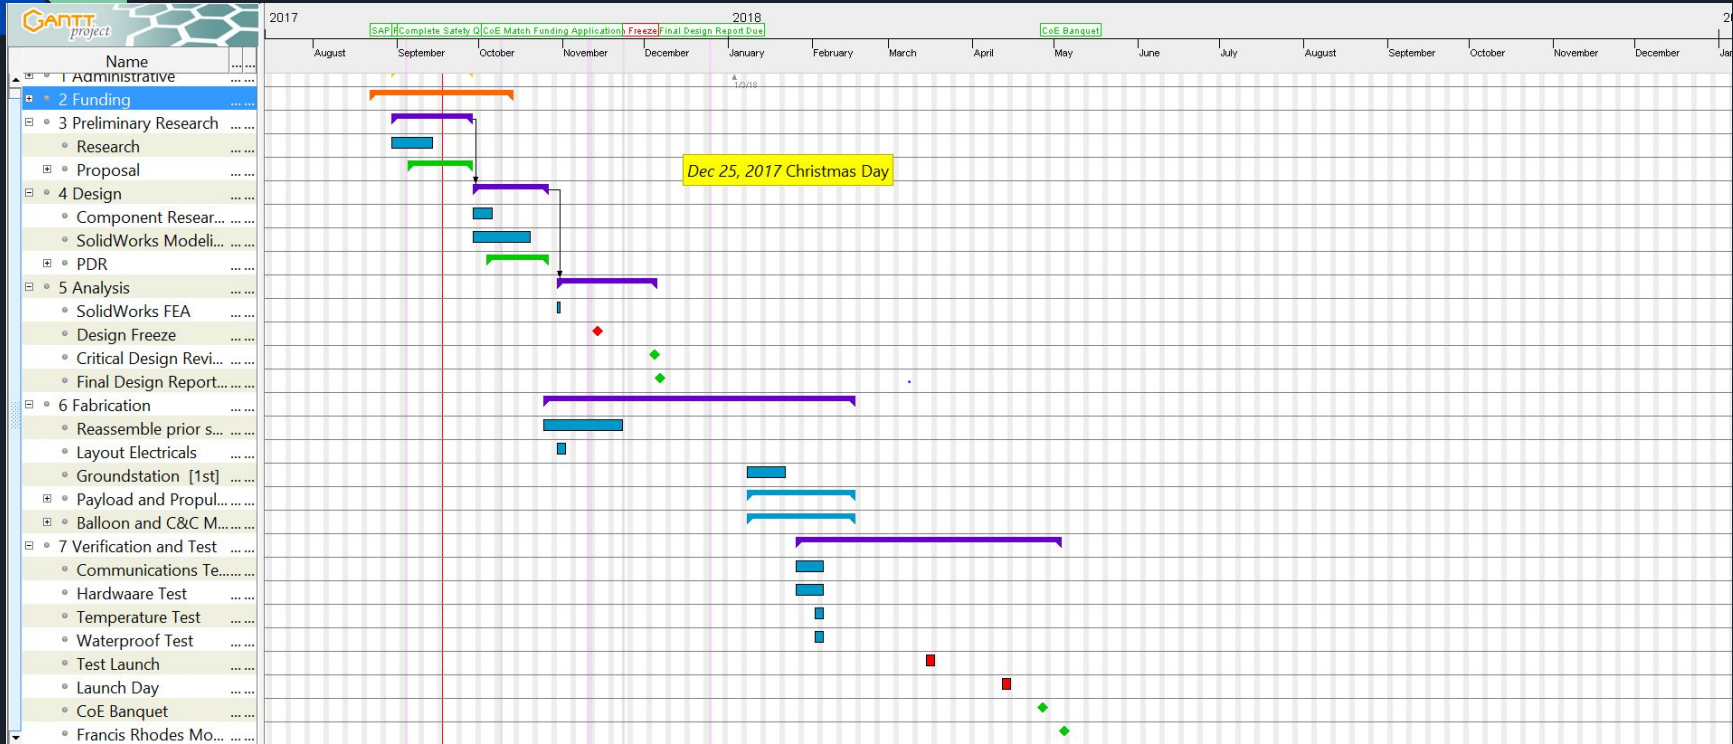 GANTT
project
2017
2018
SAP
Complete Safety Q
CoE Match Funding Application
Freeze
Final Design Report Due
CoE Banquet
August September October November December January February March April May June July August September October November December
Name
1 Administrative
1/3/18
2 Funding
3 Preliminary Research
Research
Proposal
Dec 25, 2017 Christmas Day
4 Design
Component Resear...
SolidWorks Modeli...
PDR
5 Analysis
SolidWorks FEA
Design Freeze
Critical Design Revi...
Final Design Report...
6 Fabrication
Reassemble prior s...
Layout Electricals
Groundstation [1st]
Payload and Propul...
Balloon and C&C M...
7 Verification and Test
Communications Te...
Hardwaare Test
Temperature Test
Waterproof Test
Test Launch
Launch Day
CoE Banquet
Francis Rhodes Mo...